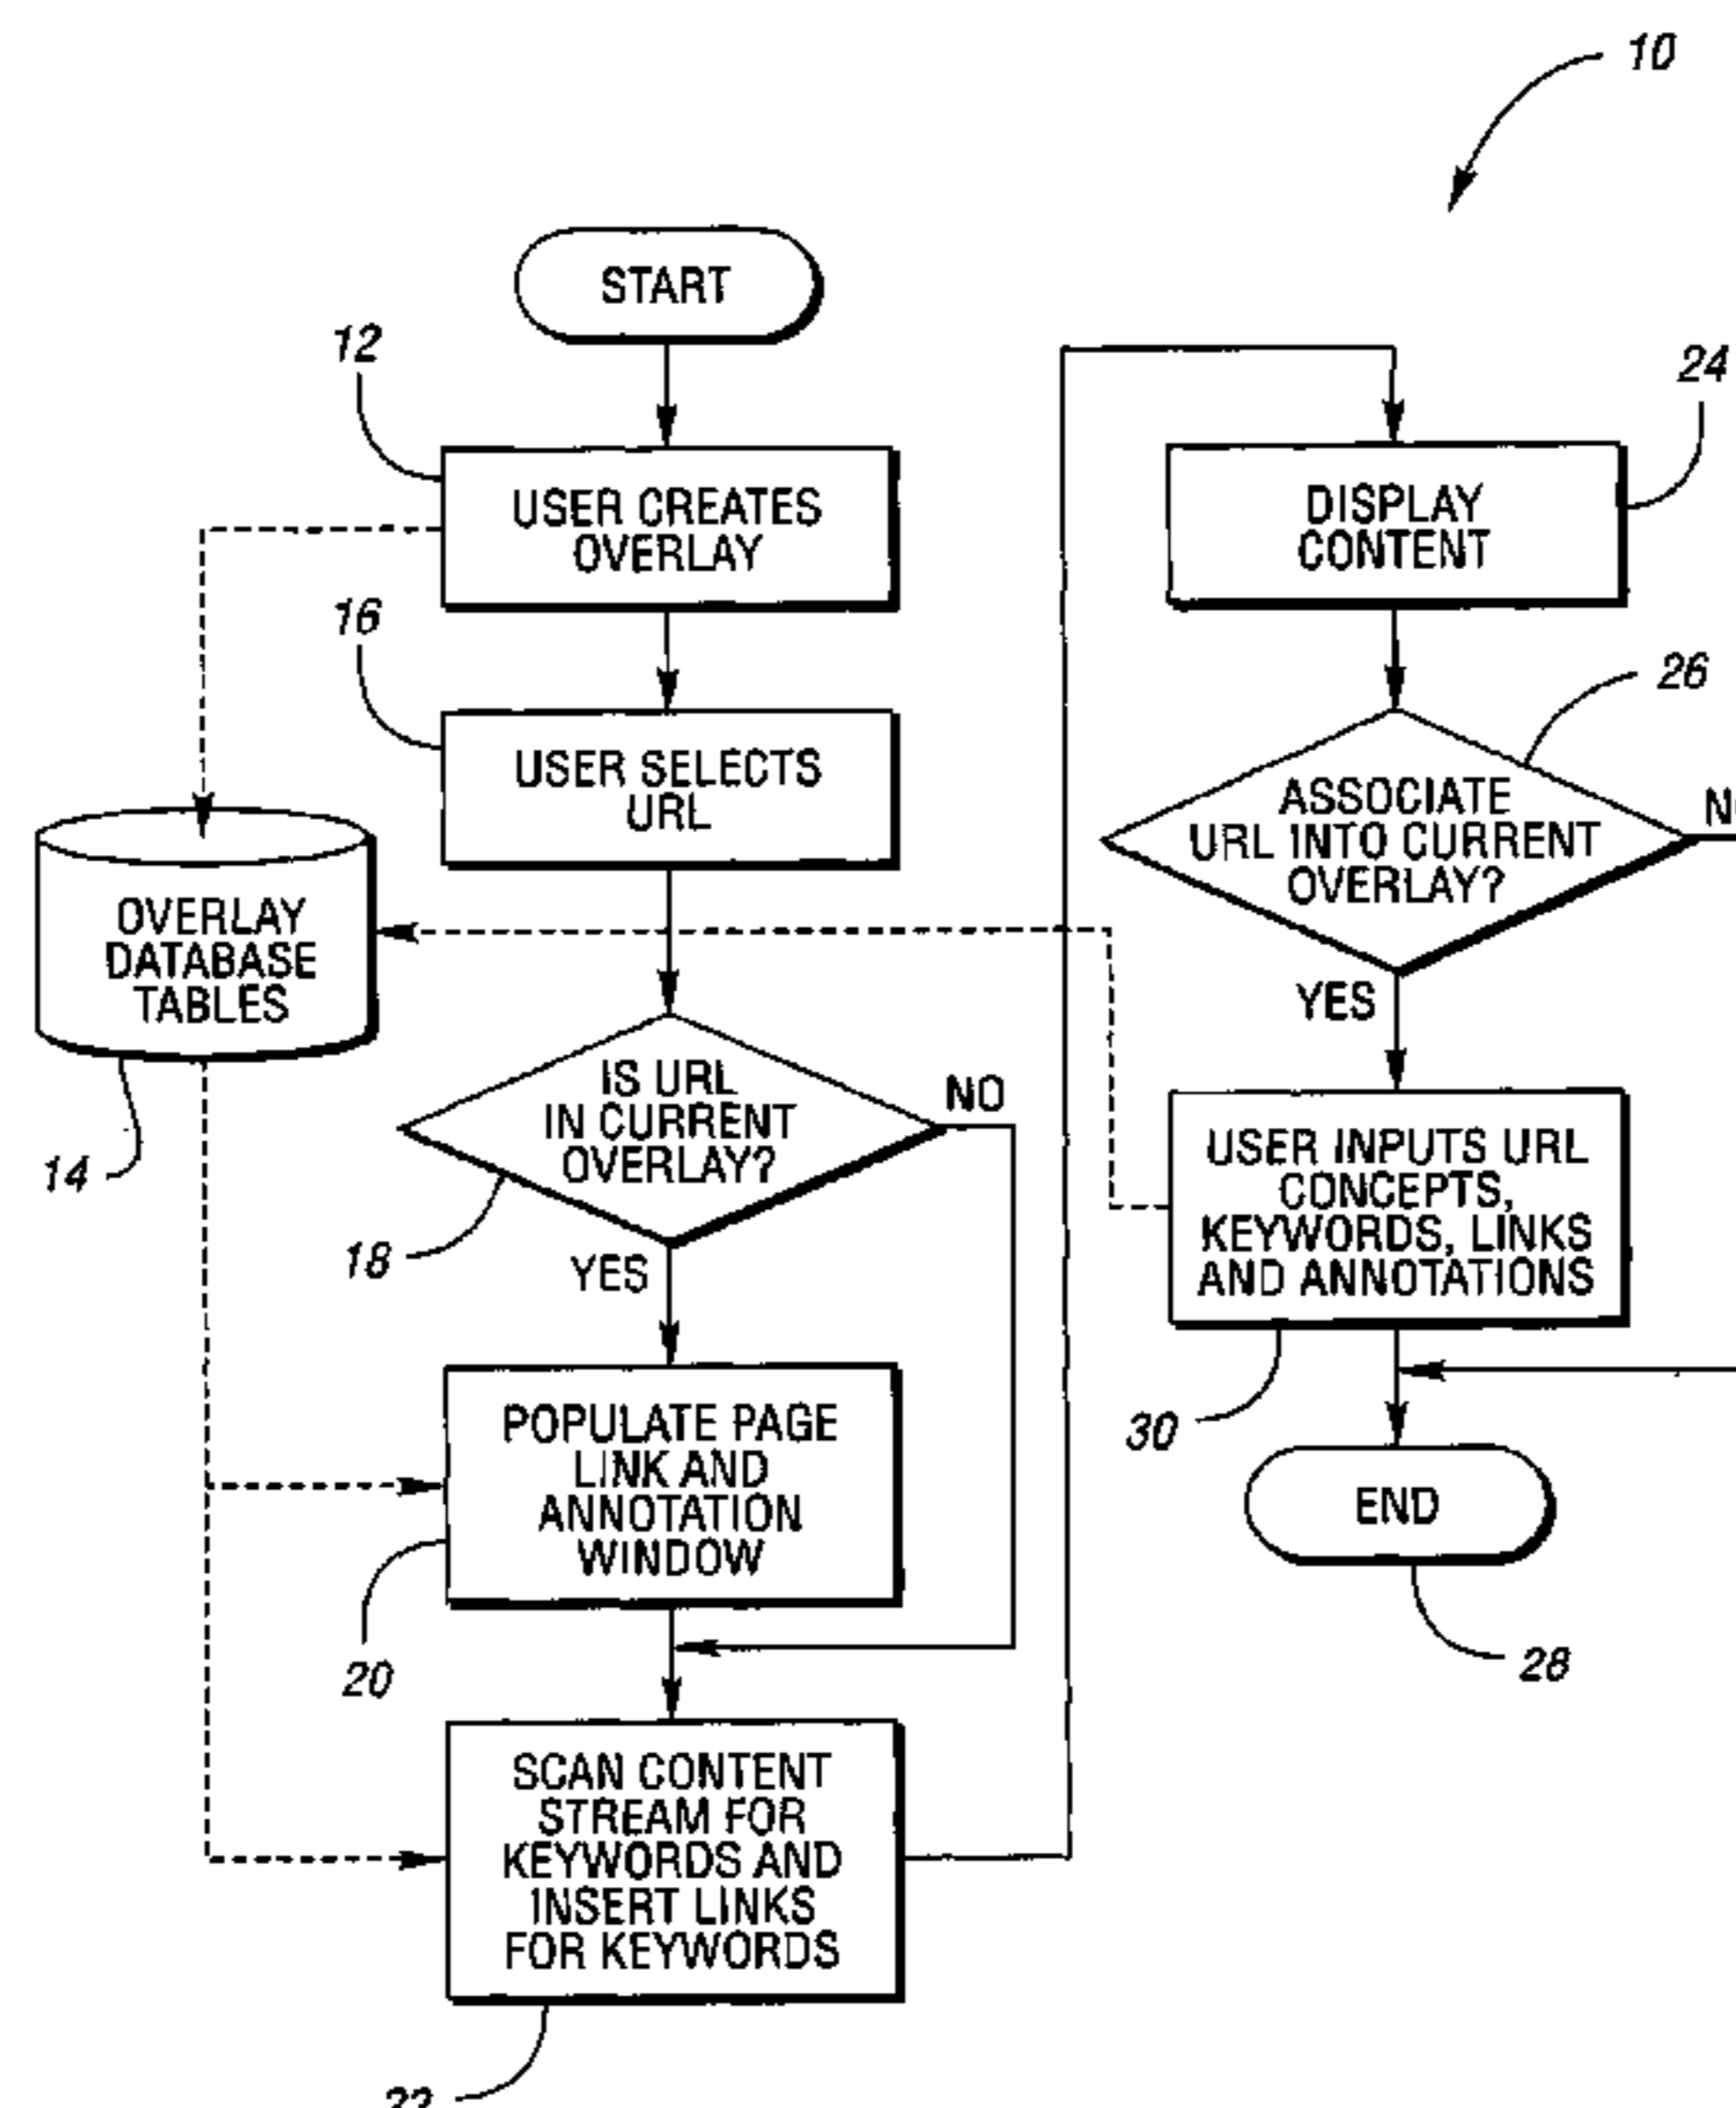 10
START
12
USER CREATES
OVERLAY
16
USER SELECTS
URL
OVERLAY
DATABASE
TABLES
14
IS URL
IN CURRENT
OVERLAY?
NO
18
YES
POPULATE PAGE
LINK AND
ANNOTATION
WINDOW
20
SCAN CONTENT
STREAM FOR
KEYWORDS AND
INSERT LINKS
FOR KEYWORDS
24
DISPLAY
CONTENT
26
ASSOCIATE
URL INTO CURRENT
OVERLAY?
YES
USER INPUTS URL
CONCEPTS,
KEYWORDS, LINKS
AND ANNOTATIONS
30
END
28